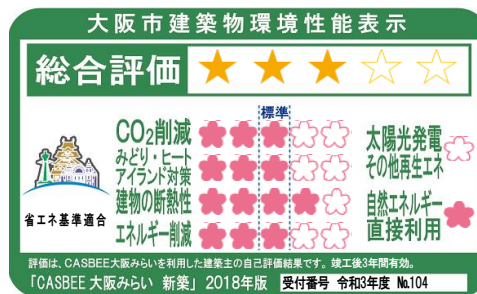 大阪市建築物環境性能表示
総合評価
標準
CO₂削減
みどり・ヒート
アイランド対策
建物の断熱性
エネルギー削減
太陽光発電
その他再生エネ
自然エネルギー
直接利用
省エネ基準適合
評価は、CASBEE大阪みらいを利用した建築主の自己評価結果です。竣工後3年間有効。
「CASBEE 大阪みらい 新築」 2018年版 受付番号 令和3年度 №104